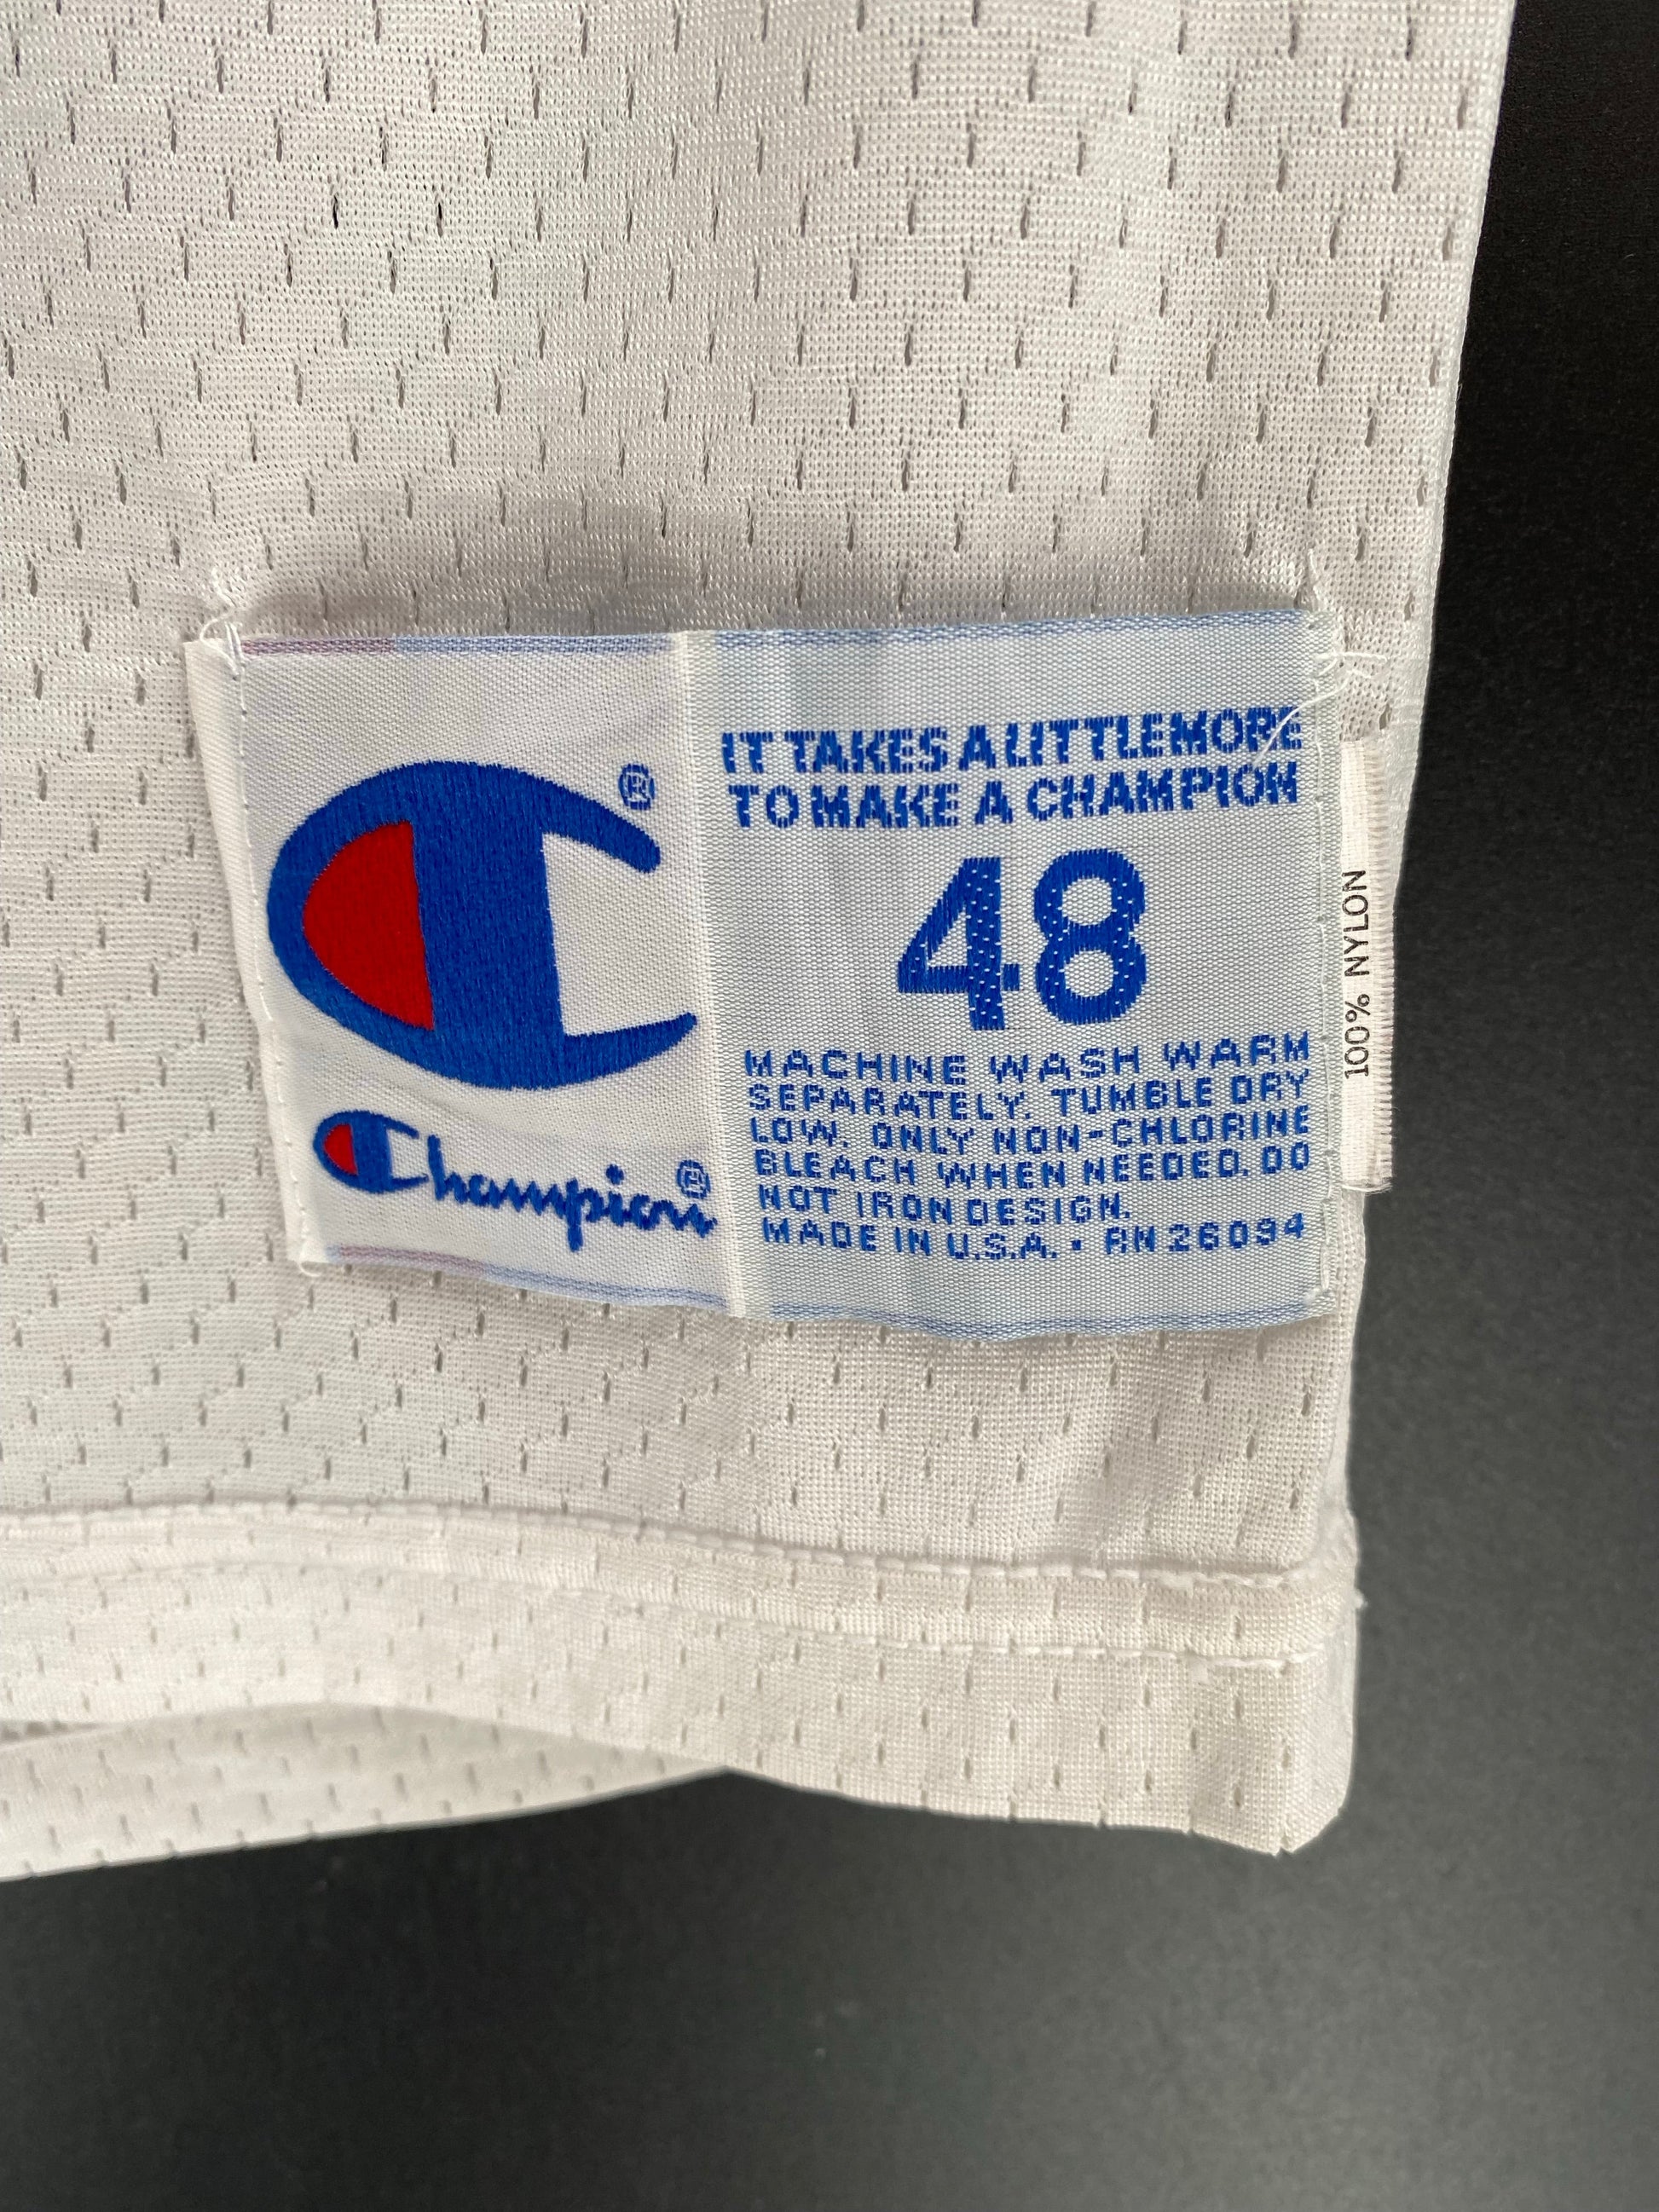 ®
Champion®
IT TAKES A LITTLE MORE
TO MAKE A CHAMPION
48
MACHINE WASH WARM
SEPARATELY. TUMBLE DRY
LOW. ONLY NON-CHLORINE
BLEACH WHEN NEEDED. DO
NOT IRON DESIGN.
MADE IN U.S.A. • RN 26094
100% NYLON